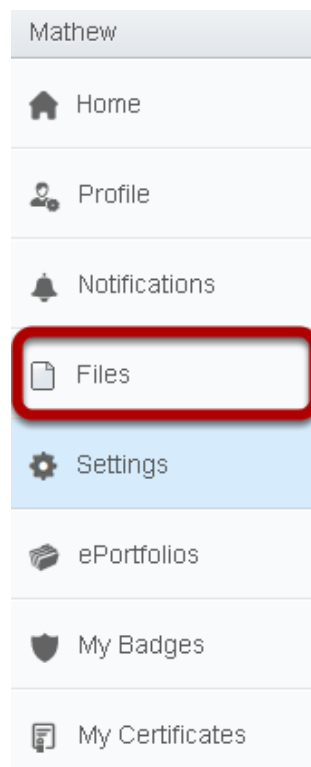 Mathew
Home
Profile
Notifications
Files
Settings
ePortfolios
My Badges
My Certificates